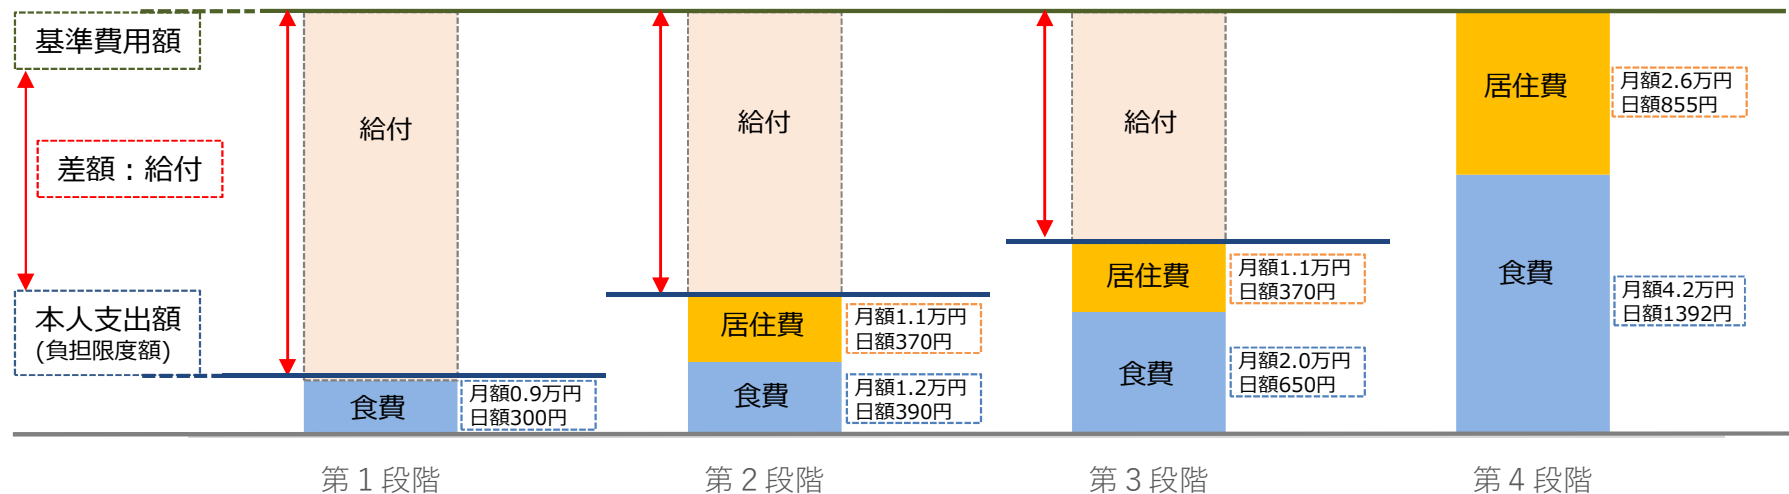 基準費用額
差額：給付
本人支出額
(負担限度額)
給付
食費
月額0.9万円
日額300円
第１段階
給付
居住費
月額1.1万円
日額370円
食費
月額1.2万円
日額390円
第２段階
給付
居住費
月額1.1万円
日額370円
食費
月額2.0万円
日額650円
第３段階
居住費
月額2.6万円
日額855円
食費
月額4.2万円
日額1392円
第４段階